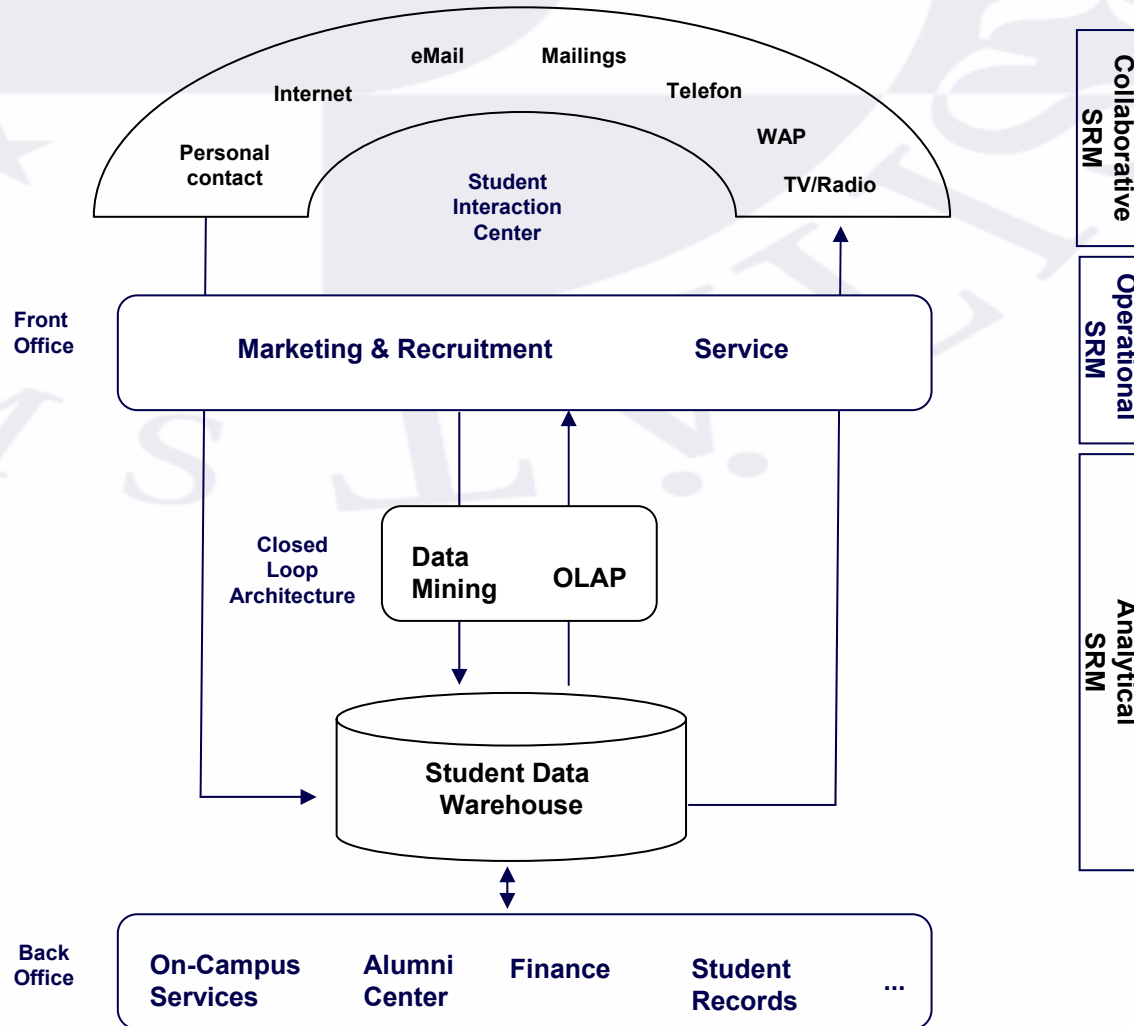 eMail
Mailings
Internet
Telefon
WAP
Personal
contact
TV/Radio
Student
Interaction
Center
Collaborative
SRM
Front
Office
Marketing & Recruitment
Service
Operational
SRM
Closed
Loop
Architecture
Data
Mining
OLAP
Analytical
SRM
Student Data
Warehouse
Back
Office
On-Campus
Services
Alumni
Center
Finance
Student
Records
...